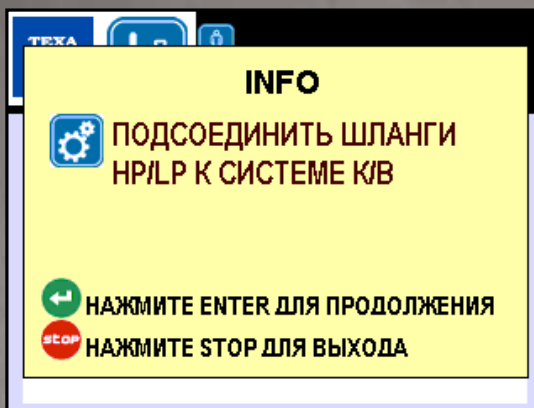 TEXA
INFO
ПОДСОЕДИНИТЬ ШЛАНГИ
HP/LP К СИСТЕМЕ К/В
НАЖМИТЕ ENTER ДЛЯ ПРОДОЛЖЕНИЯ
stop НАЖМИТЕ STOP ДЛЯ ВЫХОДА